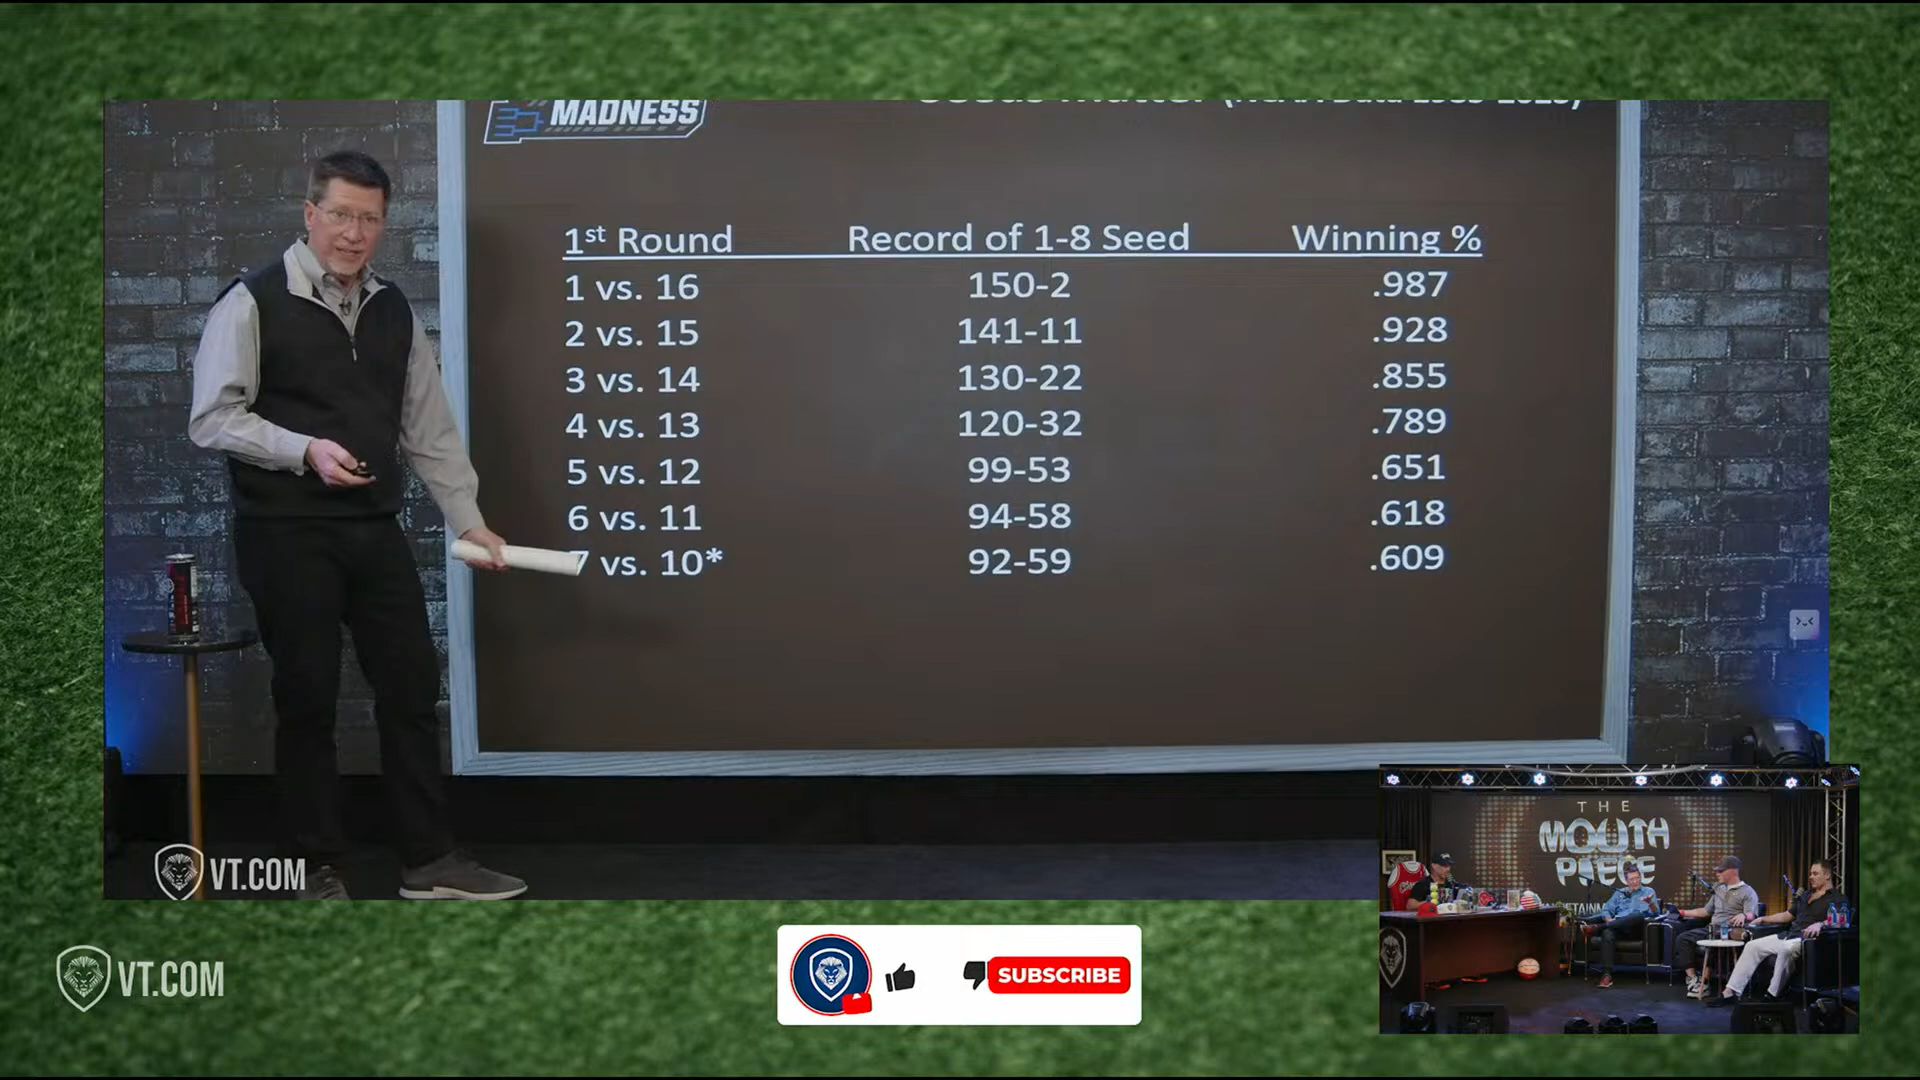 MADNESS
1st Round Record of 1-8 Seed Winning %
1 vs. 16 150-2 .987
2 vs. 15 141-11 .928
3 vs. 14 130-22 .855
4 vs. 13 120-32 .789
5 vs. 12 99-53 .651
6 vs. 11 94-58 .618
7 vs. 10* 92-59 .609
THE
MOUTH
PIECE
VT.COM
VT.COM
SUBSCRIBE